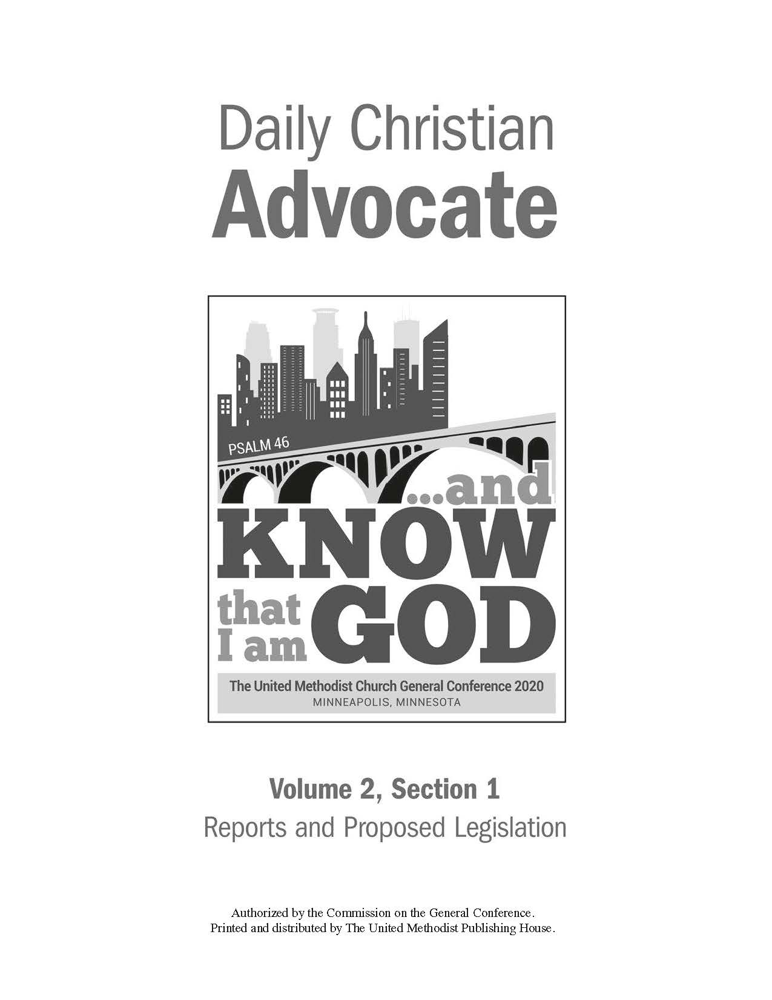 Daily Christian
Advocate
PSALM 46
...and
KNOW
that
I am
GOD
The United Methodist Church General Conference 2020
MINNEAPOLIS, MINNESOTA
Volume 2, Section 1
Reports and Proposed Legislation
Authorized by the Commission on the General Conference.
Printed and distributed by The United Methodist Publishing House.